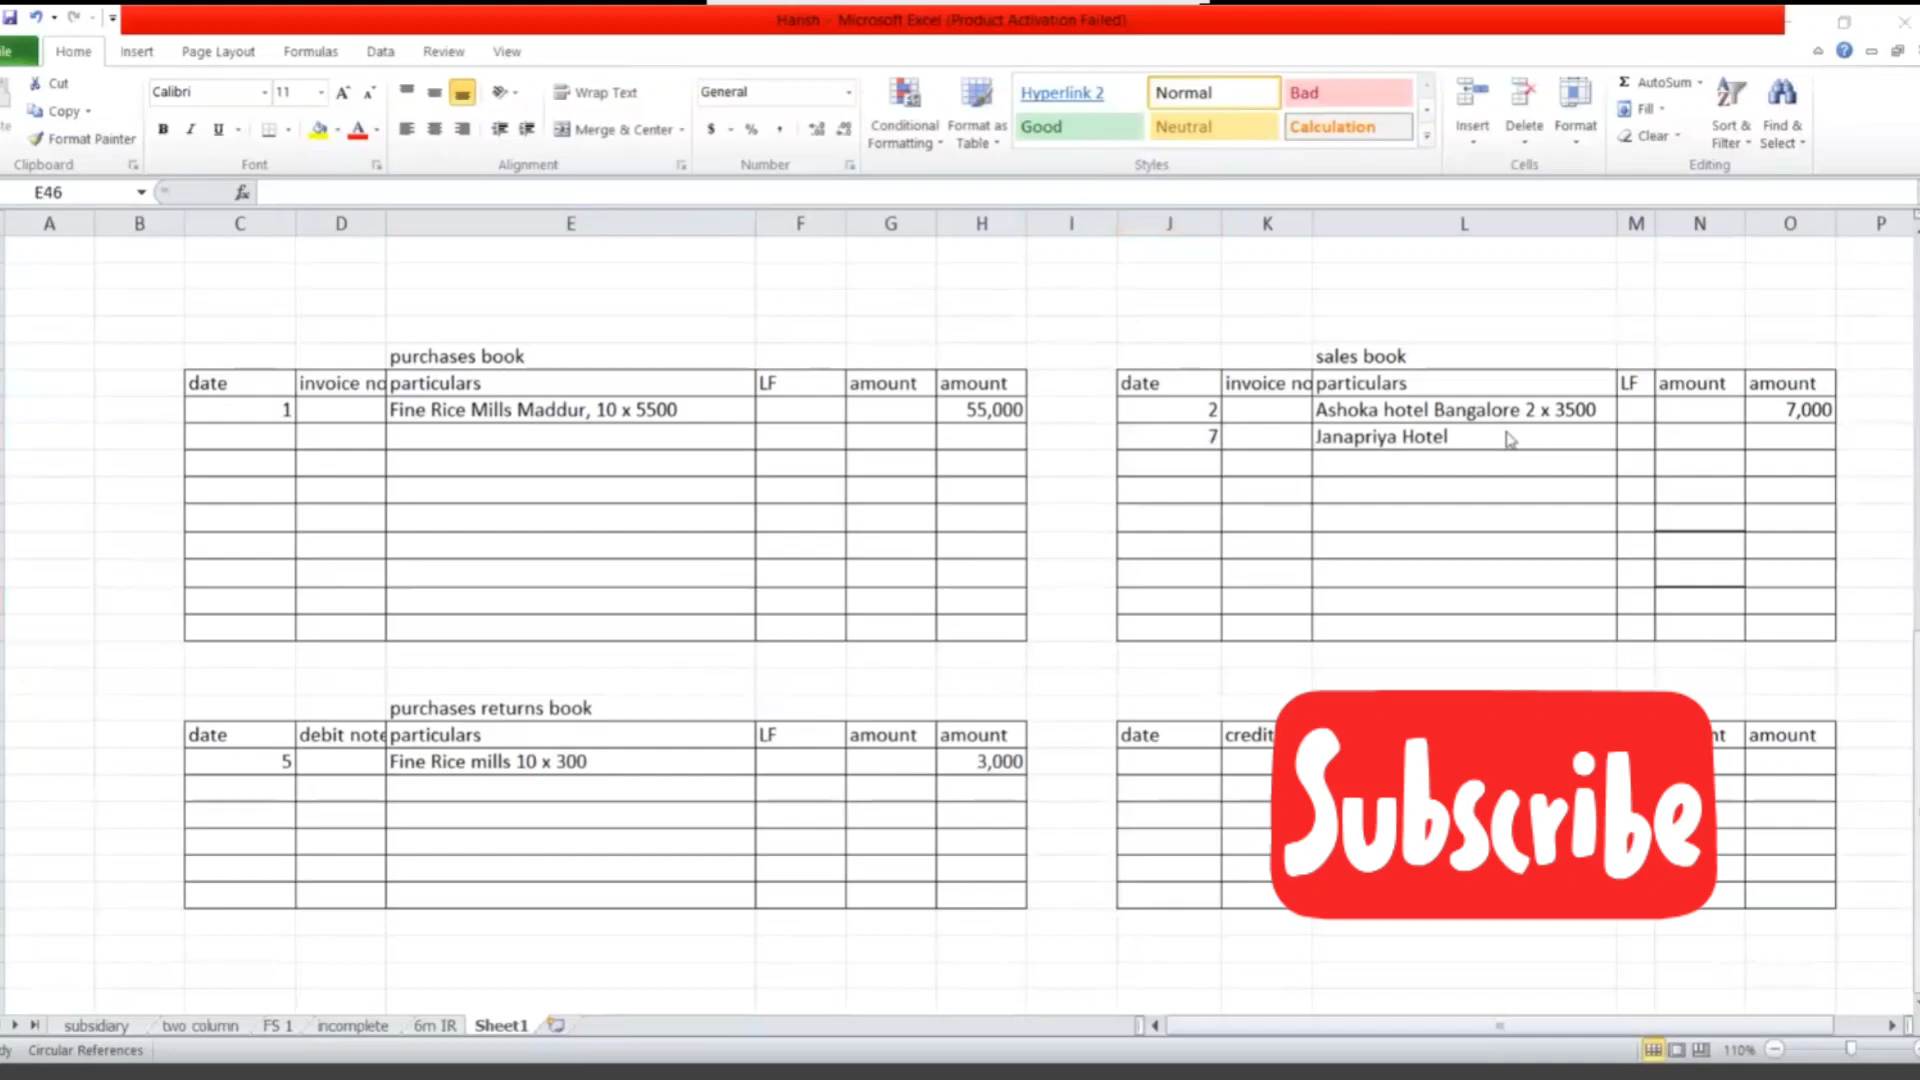 Harish - Microsoft Excel (Product Activation Failed)
Home Insert Page Layout Formulas Data Review View
Cut
Copy
Format Painter
Clipboard
Calibri 11
B I U
Font
Wrap Text
Merge & Center
Alignment
General
$ % ,
Number
Conditional Formatting
Format as Table
Hyperlink 2 Normal Bad
Good Neutral Calculation
Styles
Insert Delete Format
Cells
AutoSum
Fill
Clear
Sort & Filter
Find & Select
Editing
E46 fx
A B C D E F G H I J K L M N O P
purchases book
date invoice no particulars LF amount amount
1 Fine Rice Mills Maddur, 10 x 5500 55,000
sales book
date invoice no particulars LF amount amount
2 Ashoka hotel Bangalore 2 x 3500 7,000
7 Janapriya Hotel
purchases returns book
date debit note particulars LF amount amount
5 Fine Rice mills 10 x 300 3,000
date credit nt amount
Subscribe
subsidiary two column FS 1 incomplete 6m IR Sheet1
Circular References 110%